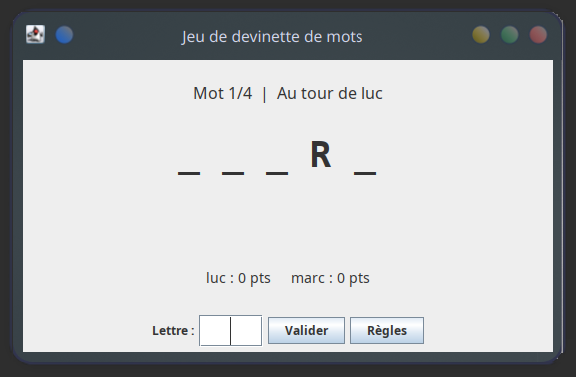 Jeu de devinette de mots
Mot 1/4 | Au tour de luc
_ _ _ R _
luc : 0 pts marc : 0 pts
Lettre : Valider Règles